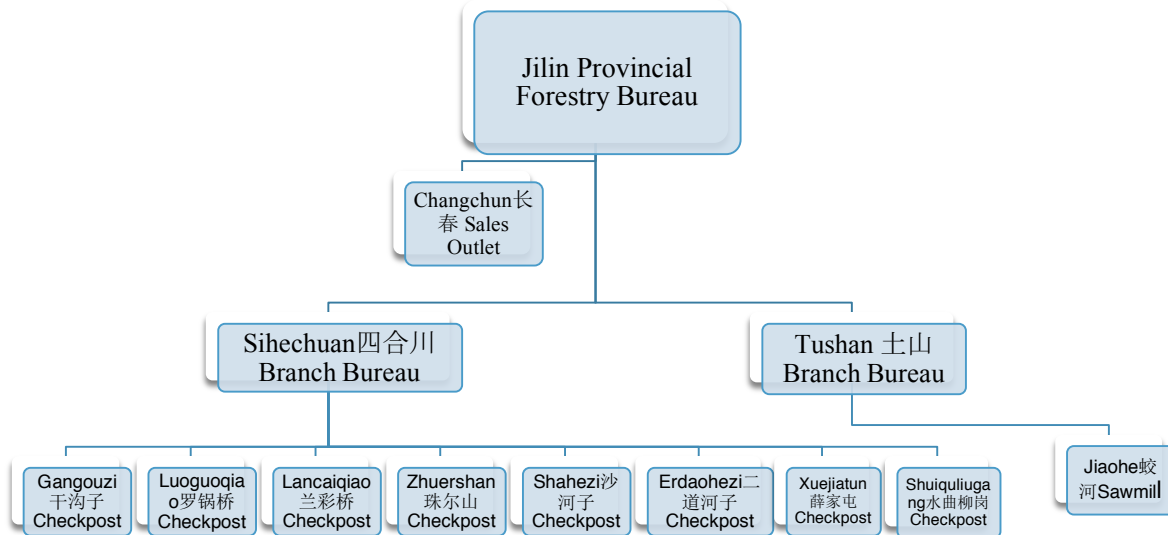 Jilin Provincial
Forestry Bureau
Changchun长
春 Sales
Outlet
Sihechuan四合川
Branch Bureau
Tushan 土山
Branch Bureau
Gangouzi
干沟子
Checkpost
Luoguoqia
o罗锅桥
Checkpost
Lancaiqiao
兰彩桥
Checkpost
Zhuershan
珠尔山
Checkpost
Shahezi沙
河子
Checkpost
Erdaohezi二
道河子
Checkpost
Xuejiatun
薛家屯
Checkpost
Shuiquliuga
ng水曲柳岗
Checkpost
Jiaohe蛟
河Sawmill